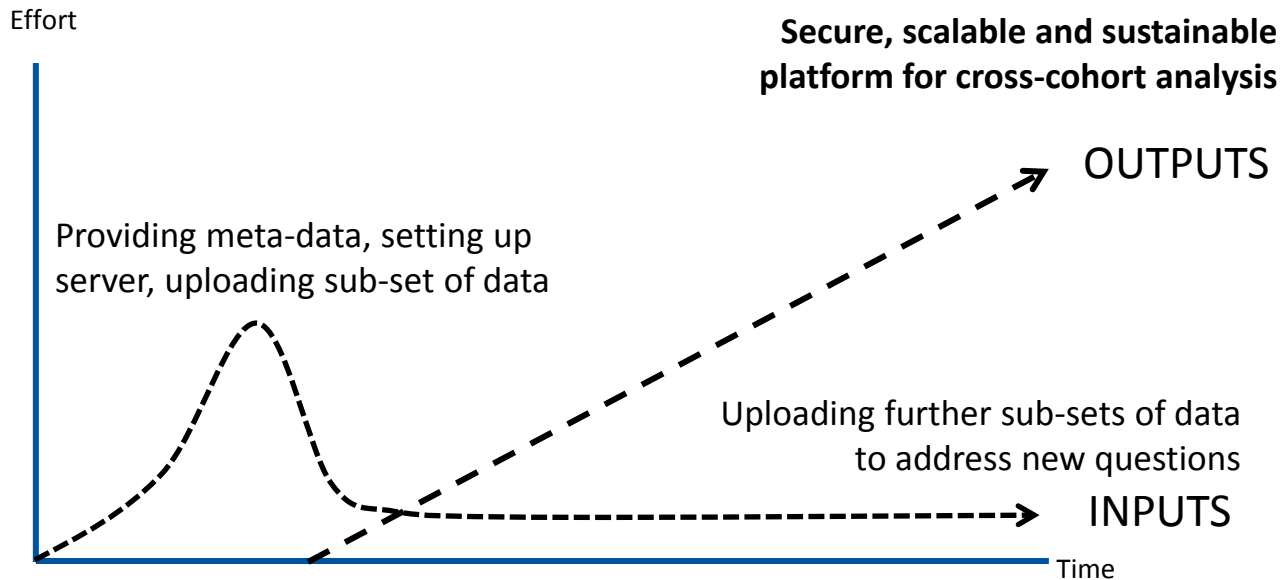 Effort
Secure, scalable and sustainable
platform for cross-cohort analysis
OUTPUTS
Providing meta-data, setting up
server, uploading sub-set of data
Uploading further sub-sets of data
to address new questions
INPUTS
Time